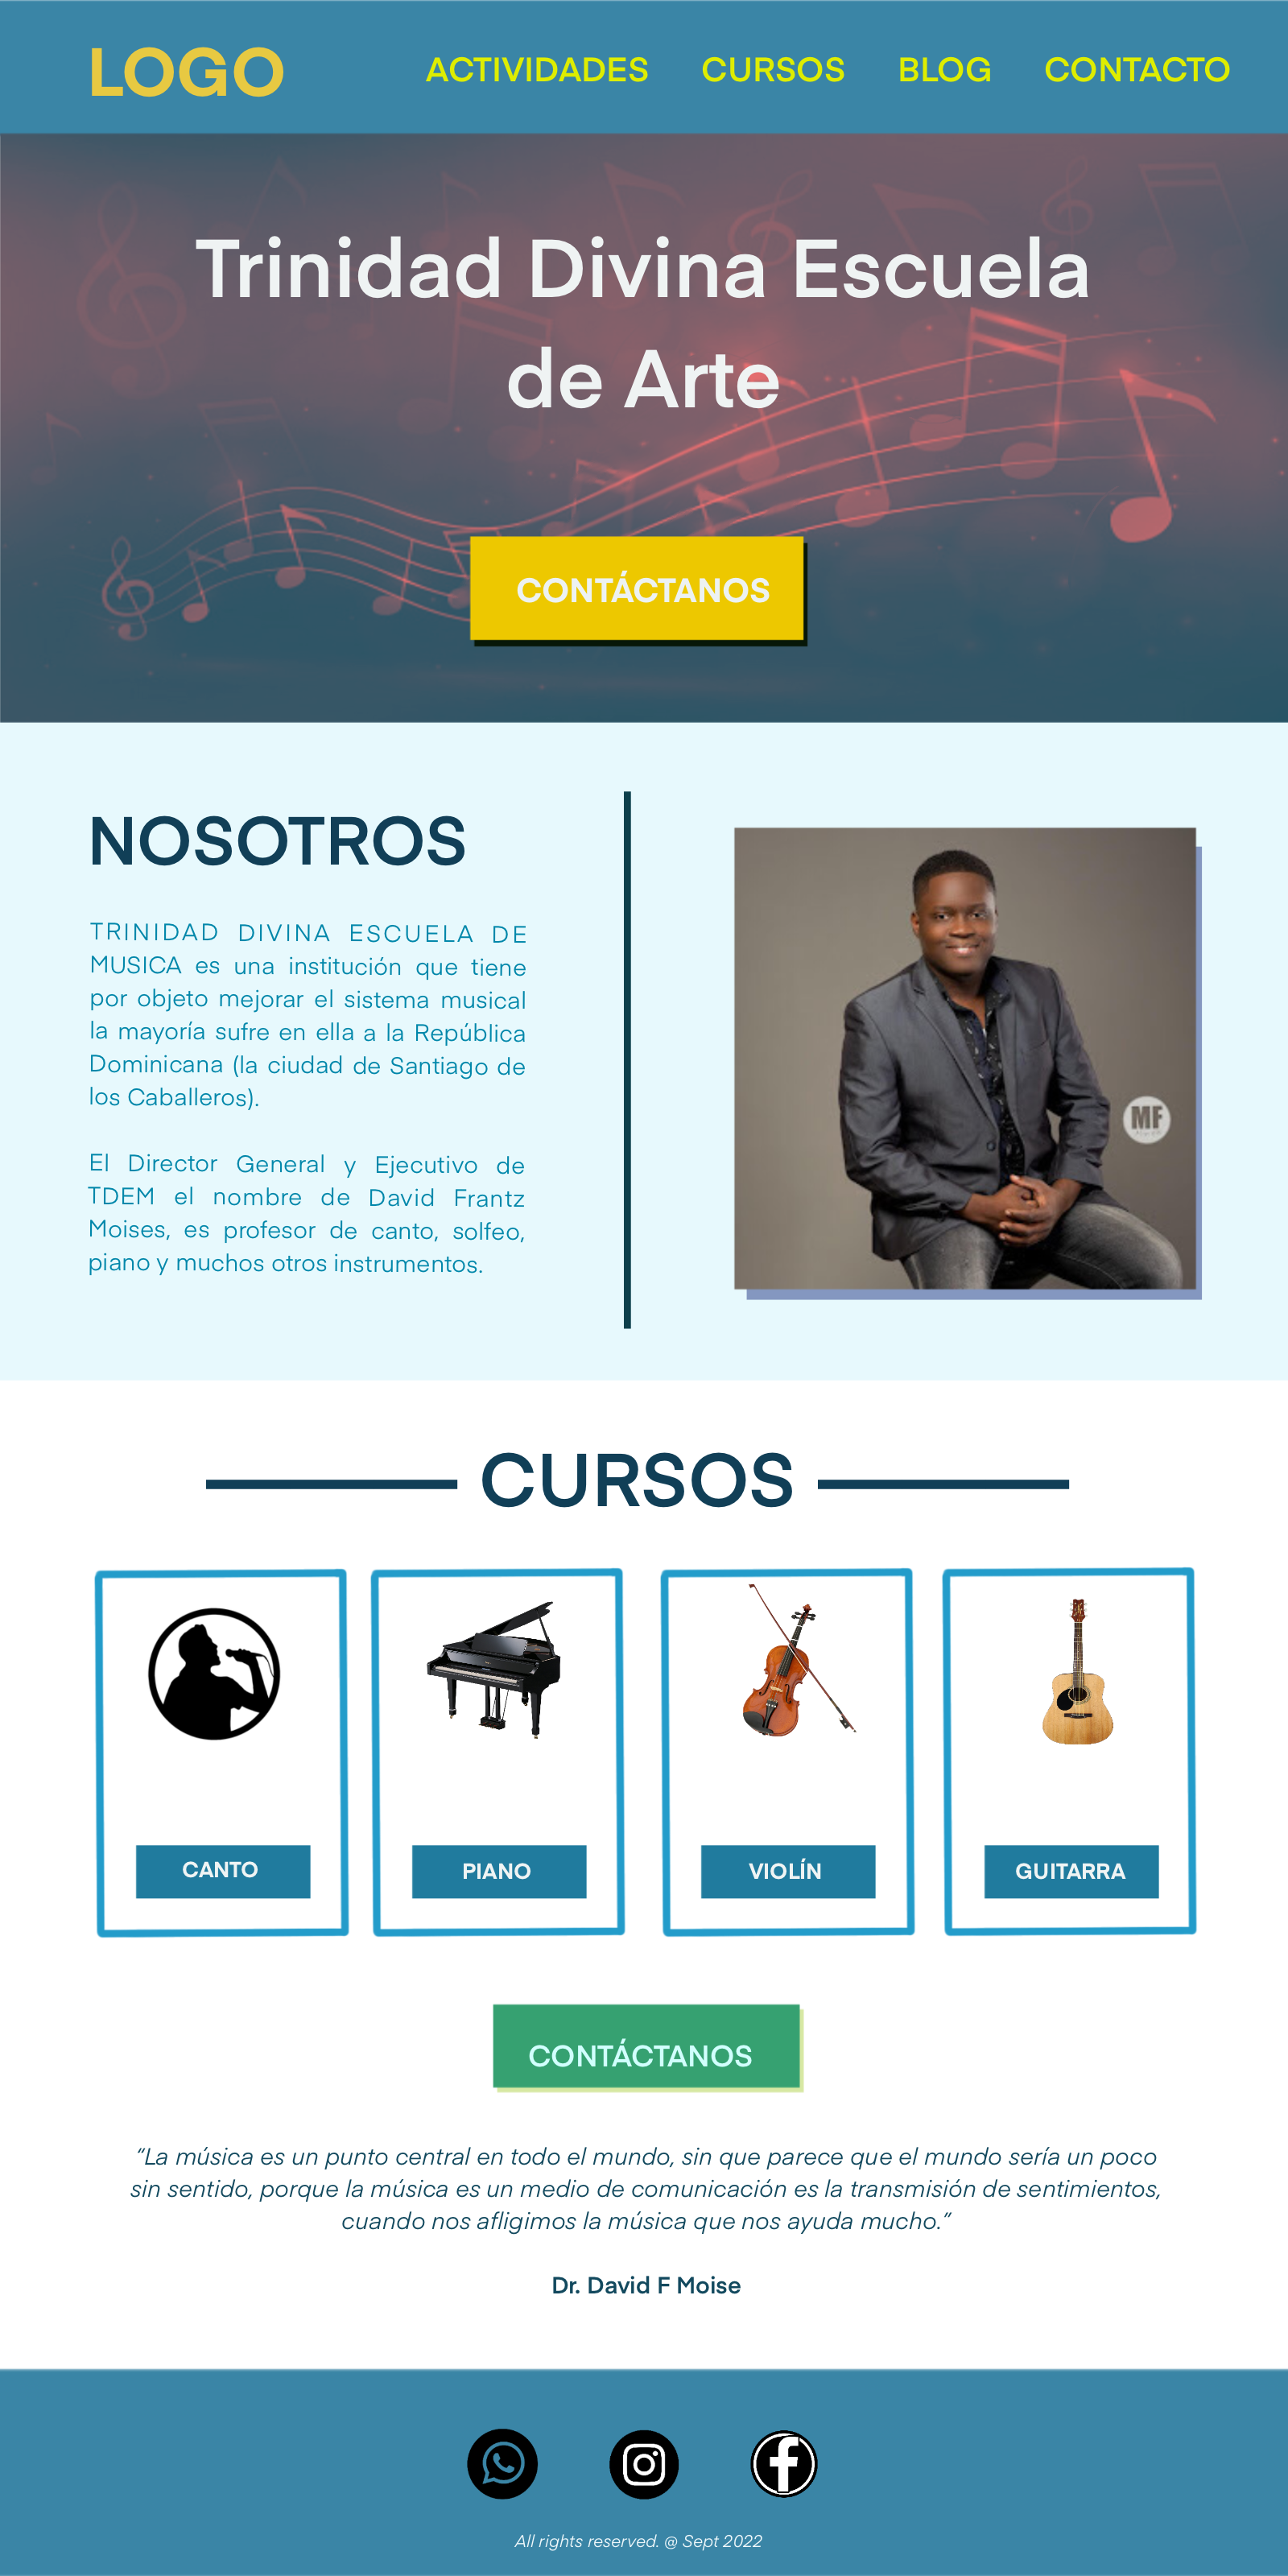 LOGO
ACTIVIDADES CURSOS BLOG CONTACTO
Trinidad Divina Escuela
de Arte
CONTÁCTANOS
NOSOTROS
TRINIDAD DIVINA ESCUELA DE
MUSICA es una institución que tiene
por objeto mejorar el sistema musical
la mayoría sufre en ella a la República
Dominicana (la ciudad de Santiago de
los Caballeros).
El Director General y Ejecutivo de
TDEM el nombre de David Frantz
Moises, es profesor de canto, solfeo,
piano y muchos otros instrumentos.
MF
CURSOS
CANTO
PIANO
VIOLÍN
GUITARRA
CONTÁCTANOS
“La música es un punto central en todo el mundo, sin que parece que el mundo sería un poco
sin sentido, porque la música es un medio de comunicación es la transmisión de sentimientos,
cuando nos afligimos la música que nos ayuda mucho.”
Dr. David F Moise
All rights reserved. @ Sept 2022